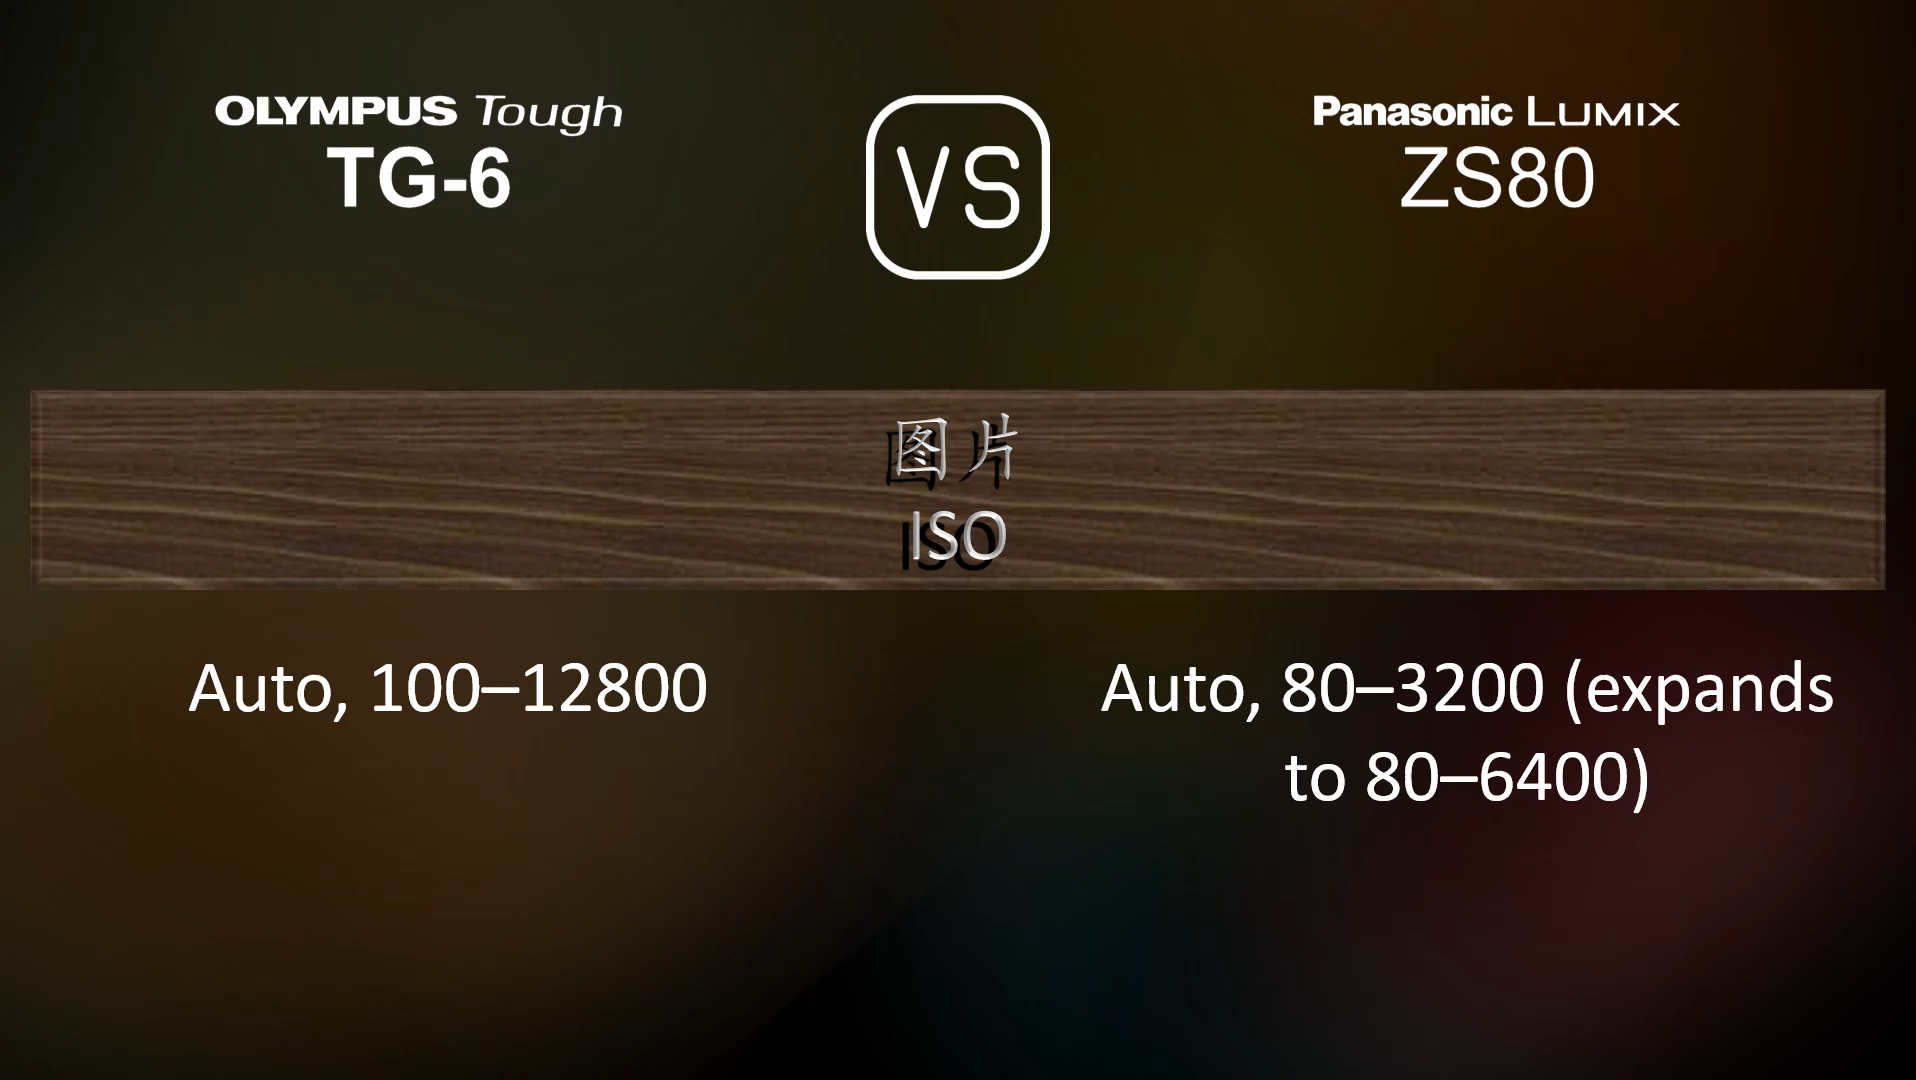 OLYMPUS Tough
TG-6
VS
Panasonic LUMIX
ZS80
图片
ISO
Auto, 100–12800
Auto, 80–3200 (expands
to 80–6400)